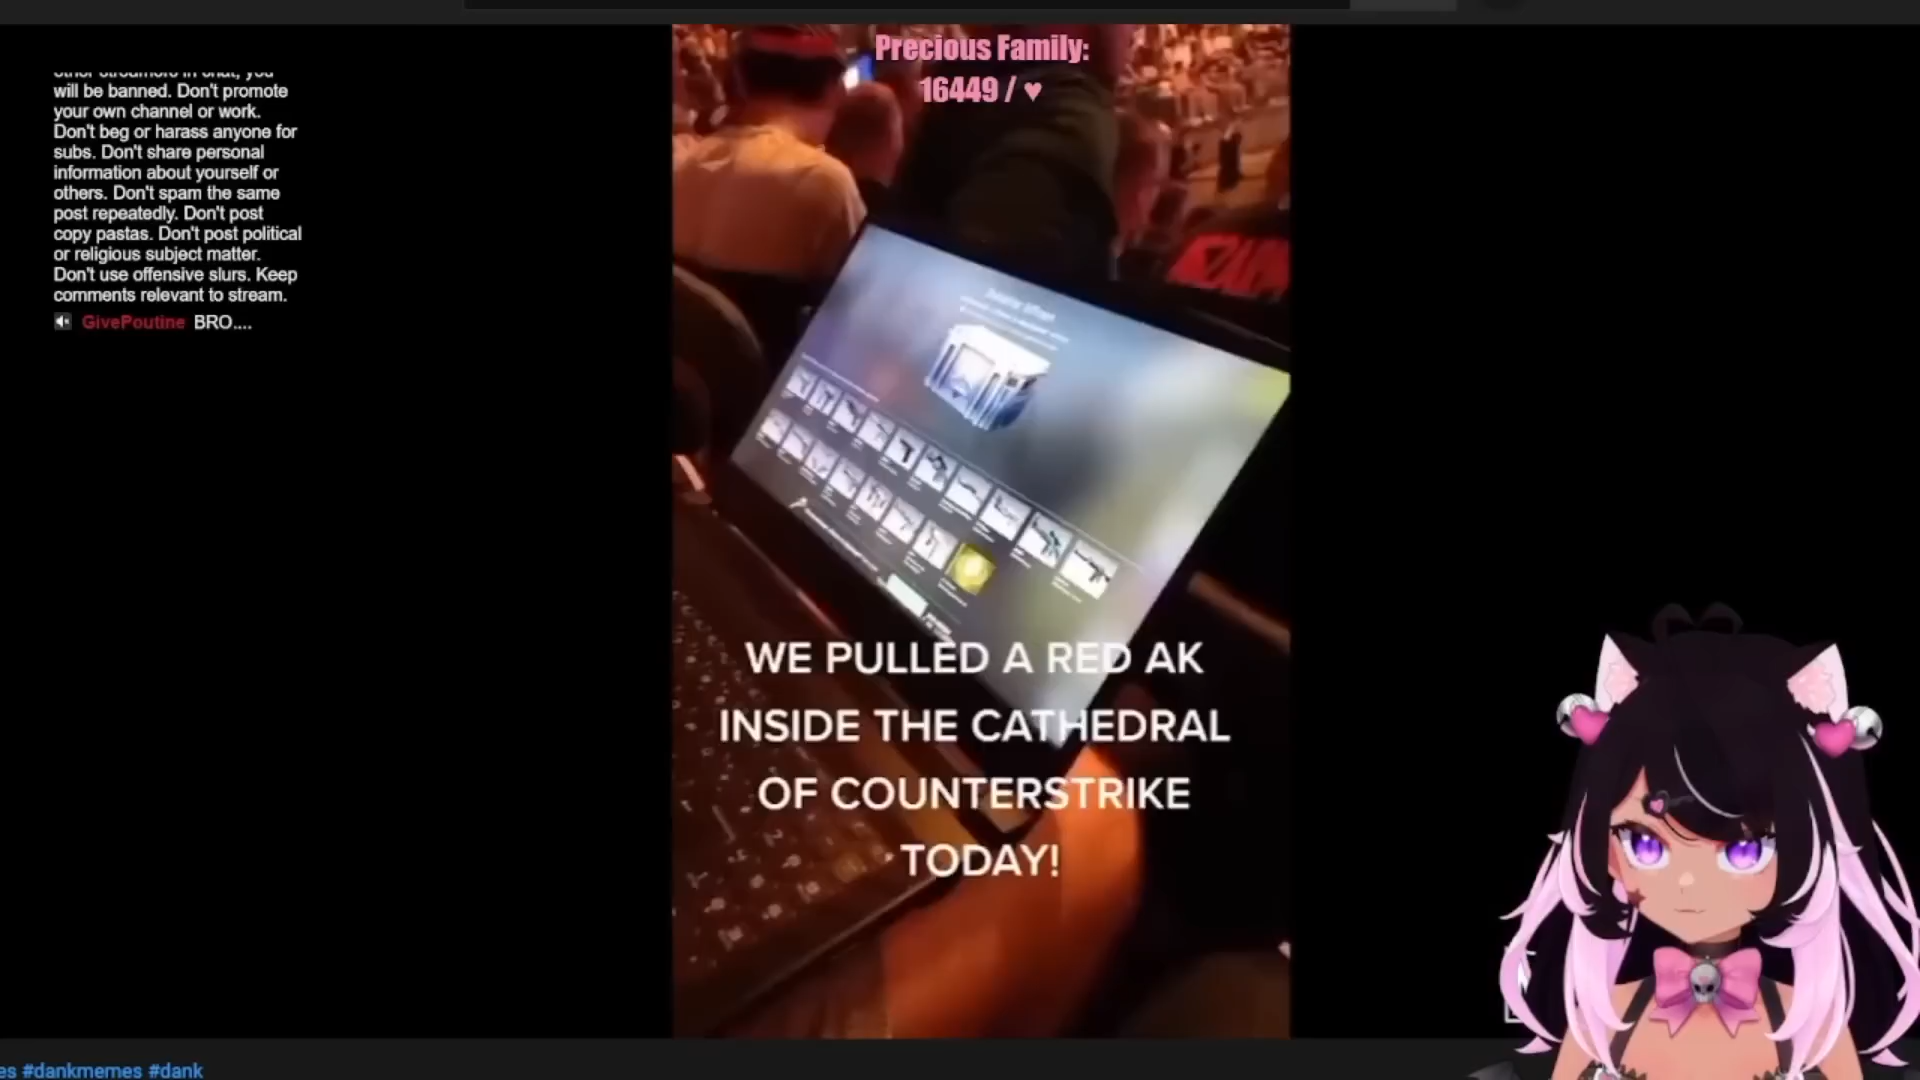 will be banned. Don't promote
your own channel or work.
Don't beg or harass anyone for
subs. Don't share personal
information about yourself or
others. Don't spam the same
post repeatedly. Don't post
copy pastas. Don't post political
or religious subject matter.
Don't use offensive slurs. Keep
comments relevant to stream.
GivePoutine BRO....
Precious Family:
16449 / ♥
WE PULLED A RED AK
INSIDE THE CATHEDRAL
OF COUNTERSTRIKE
TODAY!
#dankmemes #dank